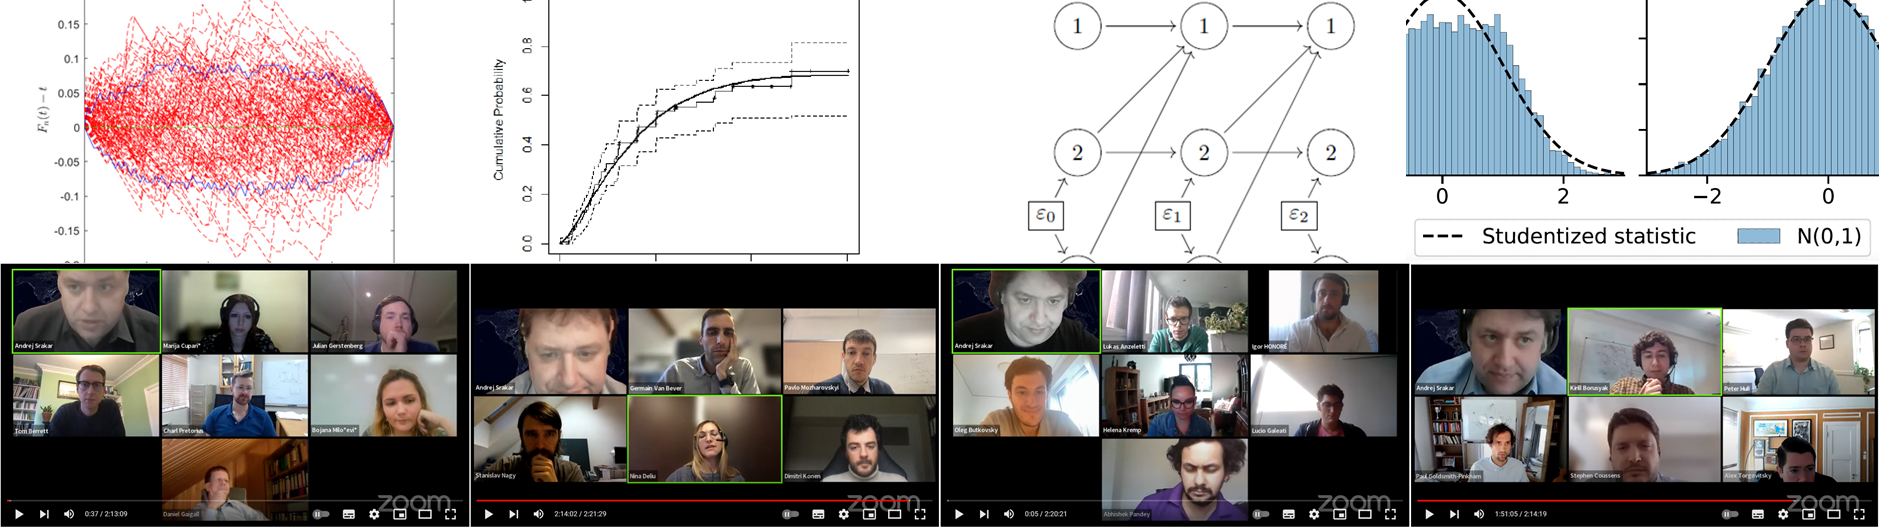 0.15
0.1
0.05
0
-0.05
-0.1
-0.15
Fn(t) − t
Cumulative Probability
0.8
0.6
0.4
0.2
0.0
1 1 1
2 2 2
ε0 ε1 ε2
0 2
−2 0
Studentized statistic N(0,1)
Andrej Srakar
Marija Cupari*
Julian Gerstenberg
Tom Berrett
Charl Pretorius
Bojana Milo*evi*
Daniel Gaigall
zoom
0:37 / 2:13:09
Andrej Srakar
Germain Van Bever
Pavlo Mozharovskyi
Stanislav Nagy
Nina Deliu
Dimitri Konen
zoom
2:14:02 / 2:21:29
Andrej Srakar
Lukas Anzeletti
Igor HONORÉ
Oleg Butkovsky
Helena Kremp
Lucio Galeati
Abhishek Pandey
zoom
0:05 / 2:20:21
Andrej Srakar
Kirill Borusyak
Peter Hull
Paul Goldsmith-Pinkham
Stephen Coussens
Alex Torgovitsky
zoom
1:51:05 / 2:14:19